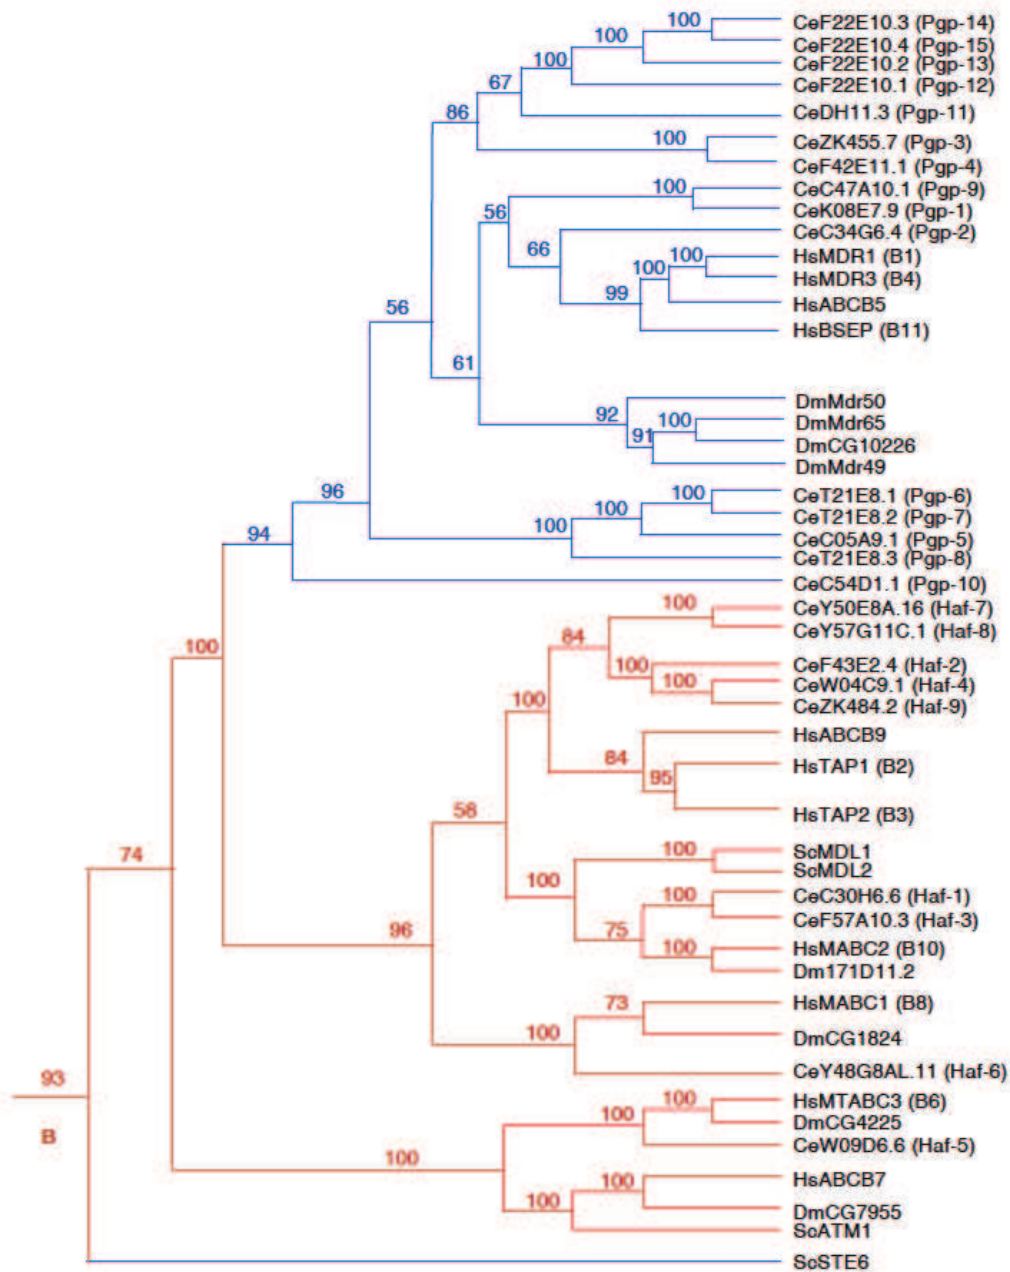 100 CeF22E10.3 (Pgp-14)
100 CeF22E10.4 (Pgp-15)
100 CeF22E10.2 (Pgp-13)
67 CeF22E10.1 (Pgp-12)
86 CeDH11.3 (Pgp-11)
100 CeZK455.7 (Pgp-3)
CeF42E11.1 (Pgp-4)
100 CeC47A10.1 (Pgp-9)
56 CeK08E7.9 (Pgp-1)
CeC34G6.4 (Pgp-2)
66 100 HsMDR1 (B1)
100 HsMDR3 (B4)
99 HsABCB5
56 HsBSEP (B11)
61
DmMdr50
92 100 DmMdr65
91 DmCG10226
DmMdr49
96 100 CeT21E8.1 (Pgp-6)
100 CeT21E8.2 (Pgp-7)
94 100 CeC05A9.1 (Pgp-5)
CeT21E8.3 (Pgp-8)
CeC54D1.1 (Pgp-10)
100 CeY50E8A.16 (Haf-7)
84 CeY57G11C.1 (Haf-8)
100 100 CeF43E2.4 (Haf-2)
100 CeW04C9.1 (Haf-4)
100 CeZK484.2 (Haf-9)
HsABCB9
84 95 HsTAP1 (B2)
58 HsTAP2 (B3)
74 100 ScMDL1
ScMDL2
100 100 CeC30H6.6 (Haf-1)
CeF57A10.3 (Haf-3)
96 75 100 HsMABC2 (B10)
Dm171D11.2
73 HsMABC1 (B8)
100 DmCG1824
93 CeY48G8AL.11 (Haf-6)
100 HsMTABC3 (B6)
100 DmCG4225
B CeW09D6.6 (Haf-5)
100 100 HsABCB7
100 DmCG7955
ScATM1
ScSTE6